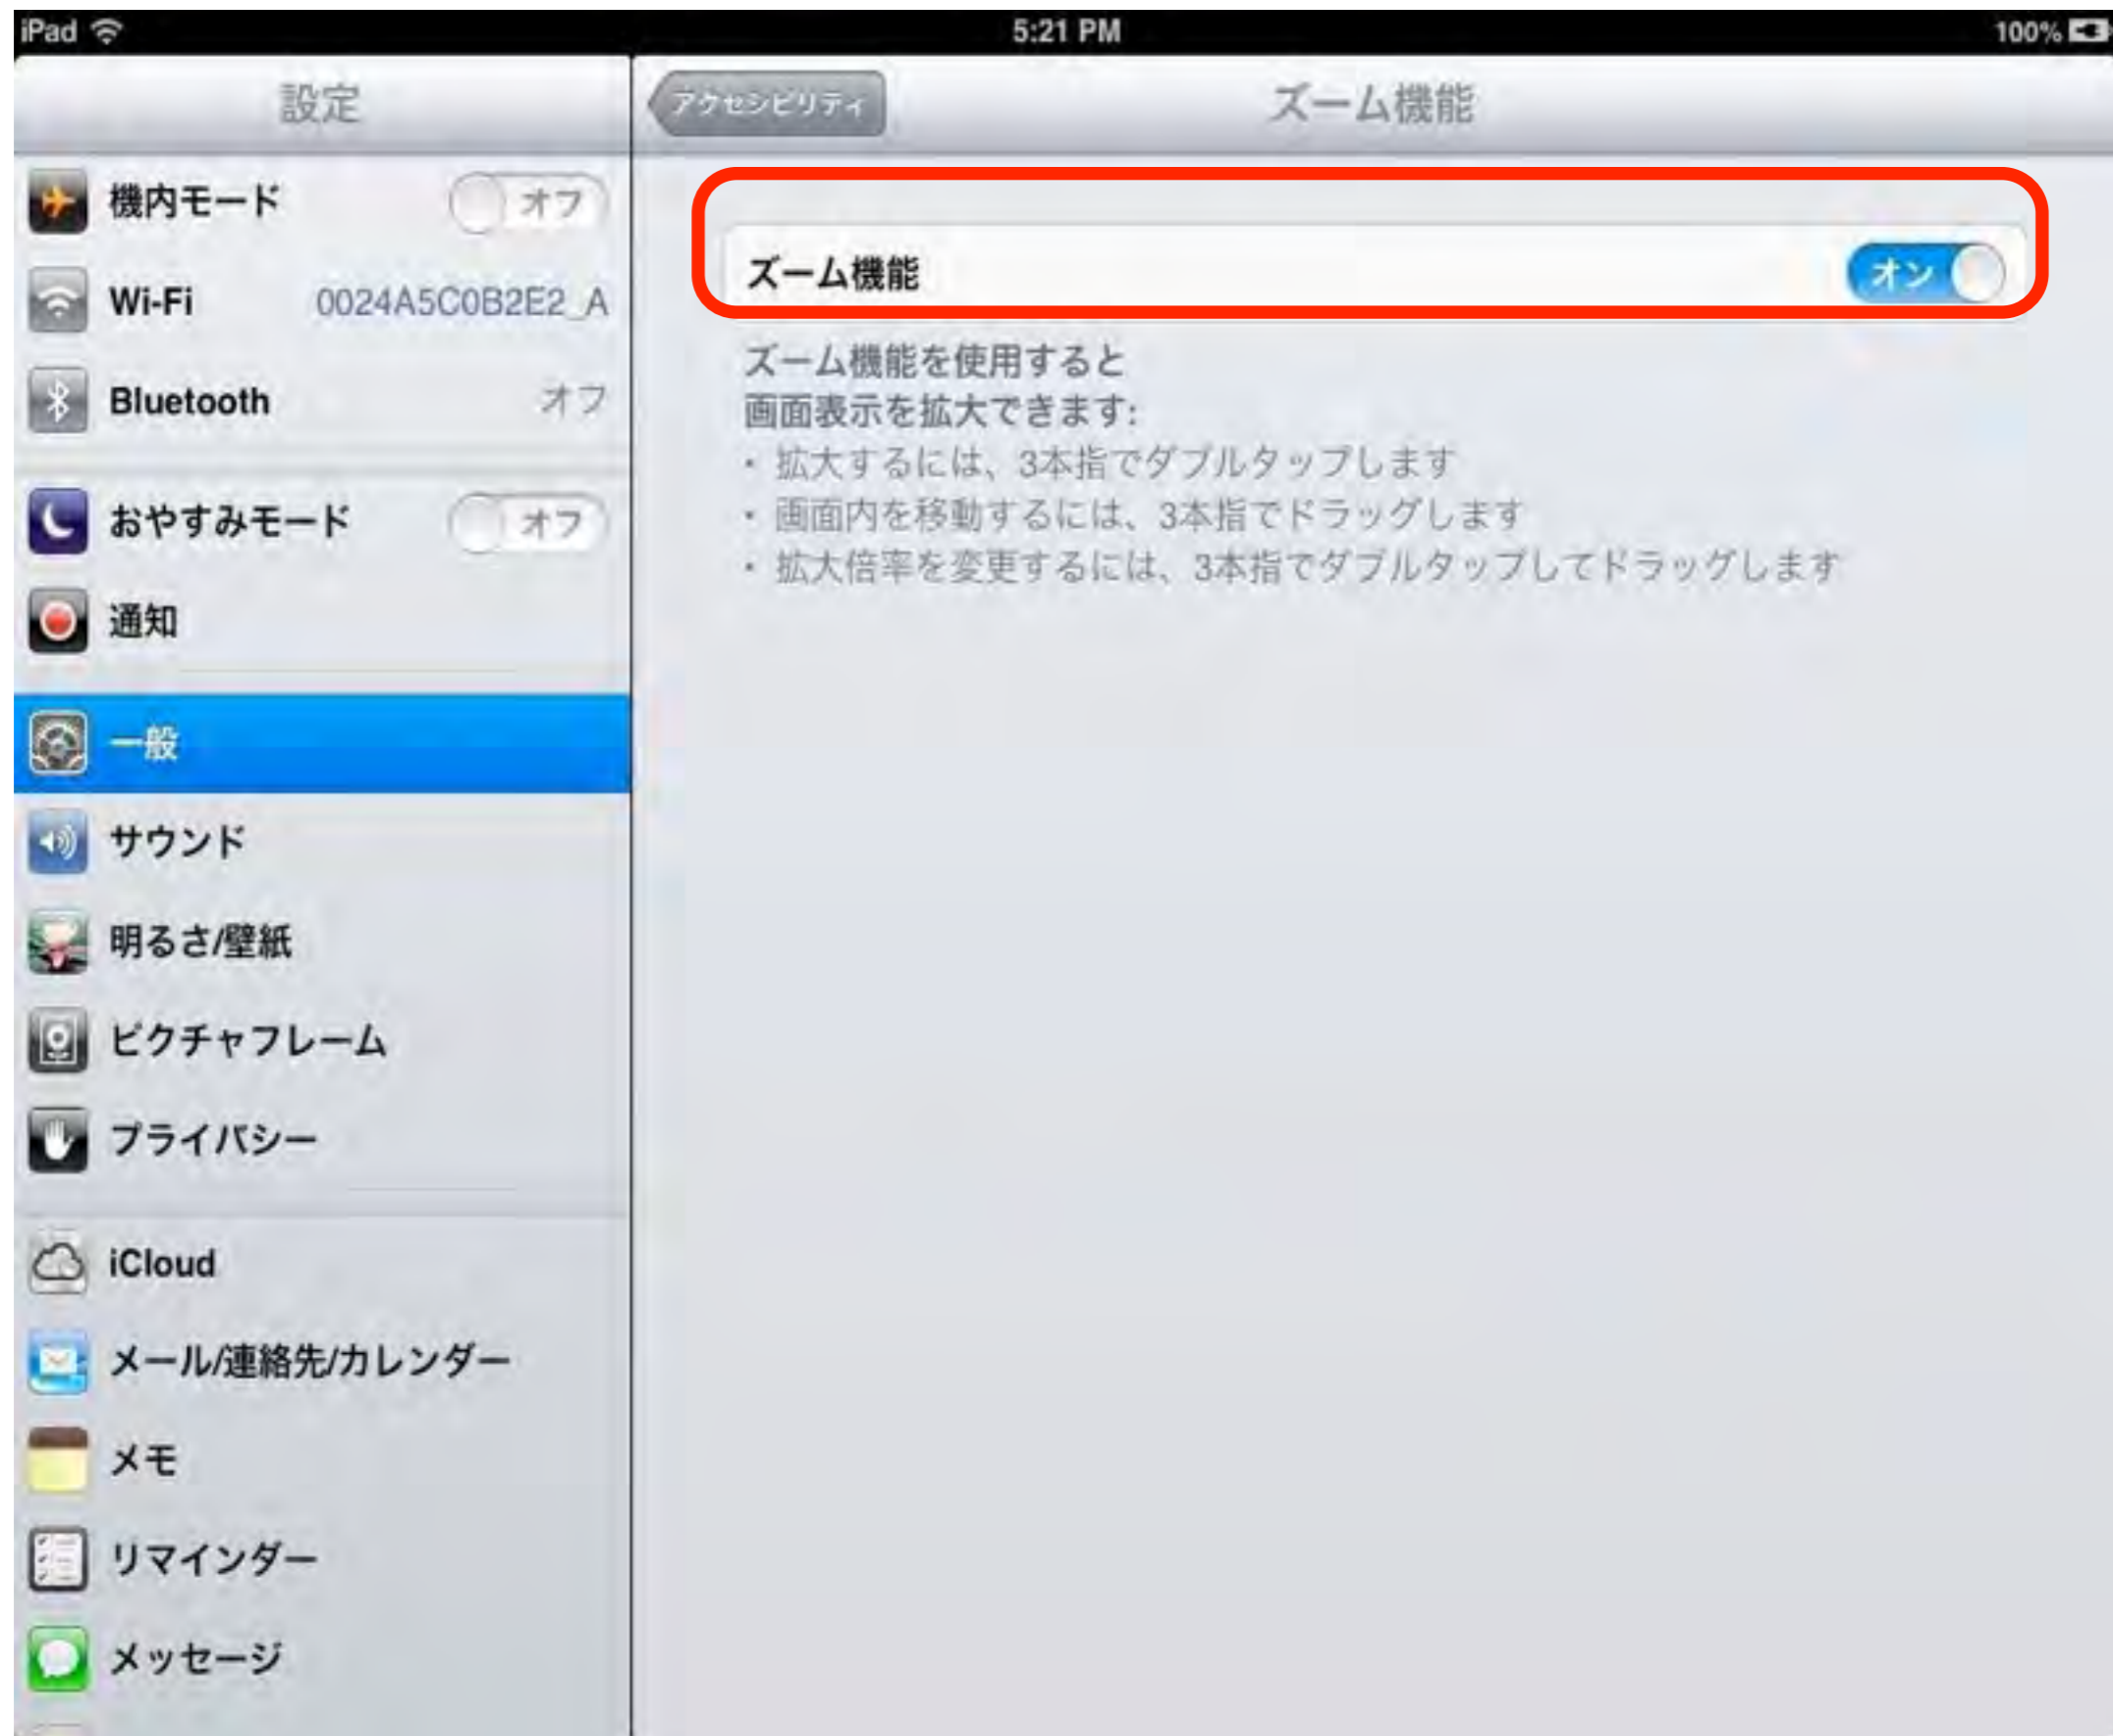 iPad
5:21 PM
100%
設定
機内モード オフ
Wi-Fi 0024A5C0B2E2_A
Bluetooth オフ
おやすみモード オフ
通知
一般
サウンド
明るさ/壁紙
ピクチャフレーム
プライバシー
iCloud
メール/連絡先/カレンダー
メモ
リマインダー
メッセージ
アクセシビリティ
ズーム機能
ズーム機能 オン
ズーム機能を使用すると
画面表示を拡大できます:
・拡大するには、3本指でダブルタップします
・画面内を移動するには、3本指でドラッグします
・拡大倍率を変更するには、3本指でダブルタップしてドラッグします